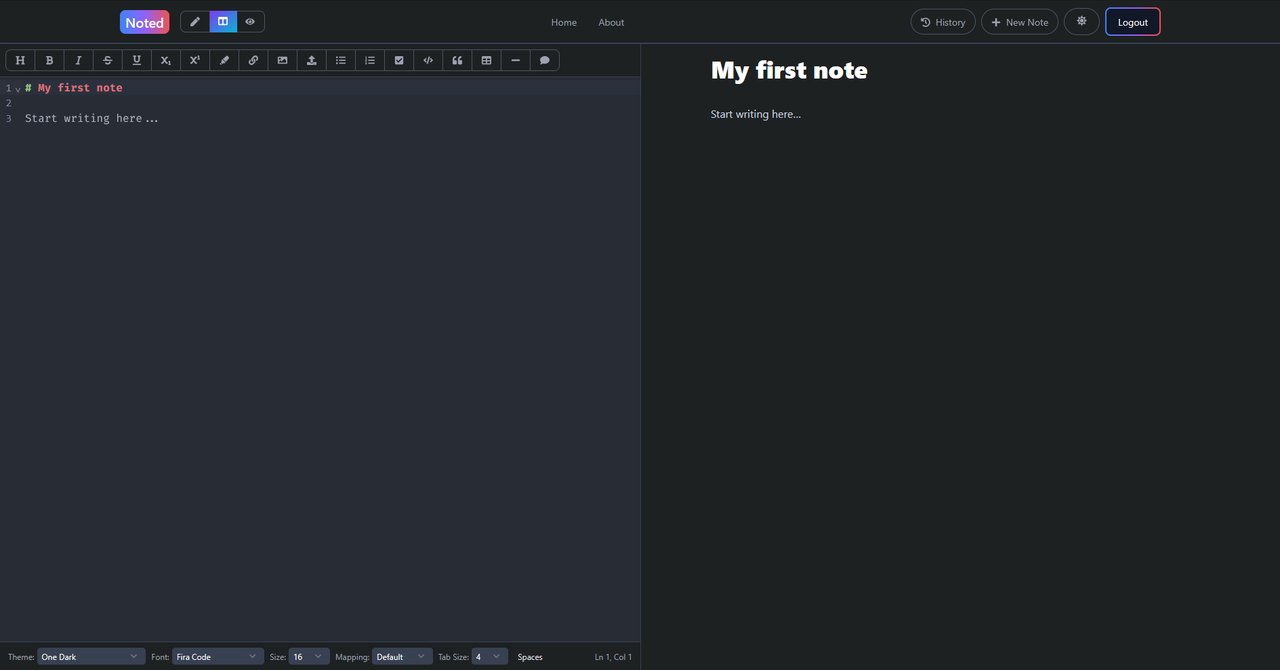 Noted
Home
About
History
New Note
Logout
H B I S U X₁ X¹
1 # My first note
2
3 Start writing here...
My first note
Start writing here...
Theme: One Dark Font: Fira Code Size: 16 Mapping: Default Tab Size: 4 Spaces Ln 1, Col 1